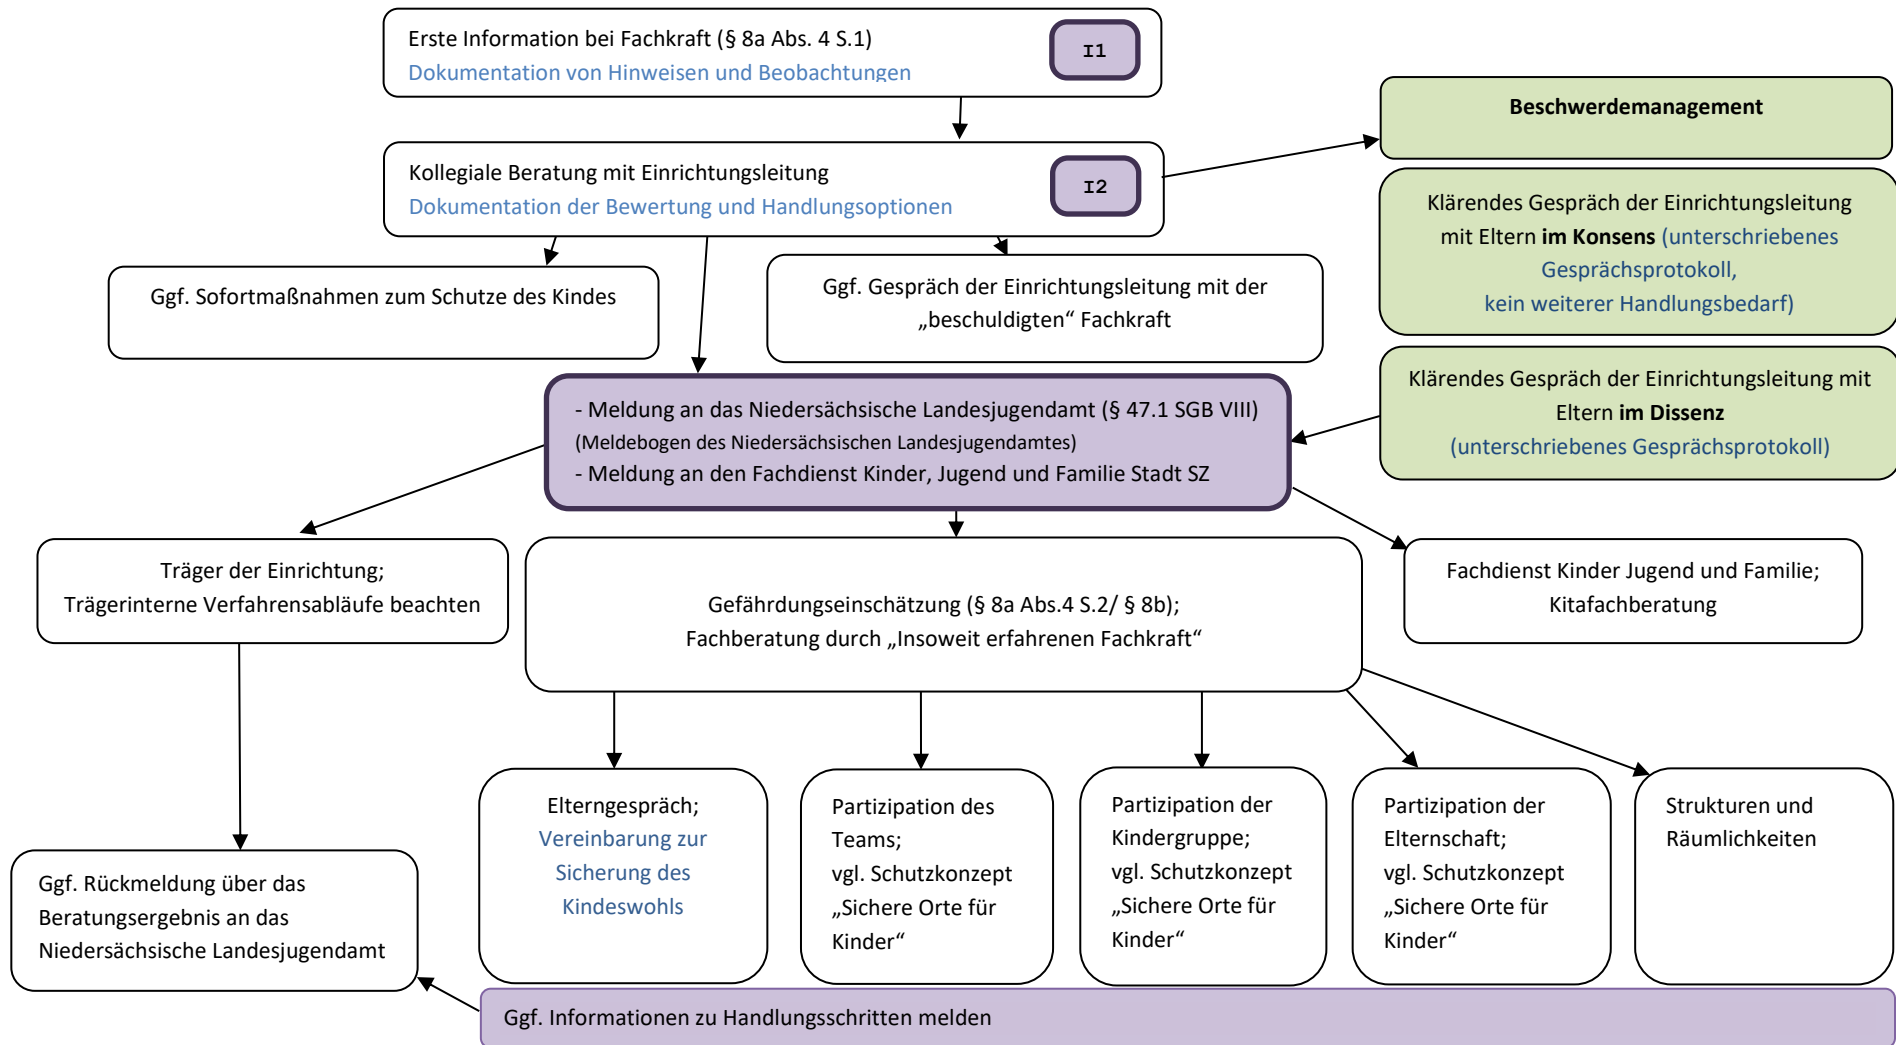 Erste Information bei Fachkraft (§ 8a Abs. 4 S.1)
Dokumentation von Hinweisen und Beobachtungen
I1
Beschwerdemanagement
Kollegiale Beratung mit Einrichtungsleitung
Dokumentation der Bewertung und Handlungsoptionen
I2
Klärendes Gespräch der Einrichtungsleitung
mit Eltern im Konsens (unterschriebenes
Gesprächsprotokoll,
kein weiterer Handlungsbedarf)
Ggf. Sofortmaßnahmen zum Schutze des Kindes
Ggf. Gespräch der Einrichtungsleitung mit der
„beschuldigten“ Fachkraft
Klärendes Gespräch der Einrichtungsleitung mit
Eltern im Dissenz
(unterschriebenes Gesprächsprotokoll)
- Meldung an das Niedersächsische Landesjugendamt (§ 47.1 SGB VIII)
(Meldebogen des Niedersächsischen Landesjugendamtes)
- Meldung an den Fachdienst Kinder, Jugend und Familie Stadt SZ
Träger der Einrichtung;
Trägerinterne Verfahrensabläufe beachten
Gefährdungseinschätzung (§ 8a Abs.4 S.2/ § 8b);
Fachberatung durch „Insoweit erfahrenen Fachkraft“
Fachdienst Kinder Jugend und Familie;
Kitafachberatung
Elterngespräch;
Vereinbarung zur
Sicherung des
Kindeswohls
Partizipation des
Teams;
vgl. Schutzkonzept
„Sichere Orte für
Kinder“
Partizipation der
Kindergruppe;
vgl. Schutzkonzept
„Sichere Orte für
Kinder“
Partizipation der
Elternschaft;
vgl. Schutzkonzept
„Sichere Orte für
Kinder“
Strukturen und
Räumlichkeiten
Ggf. Rückmeldung über das
Beratungsergebnis an das
Niedersächsische Landesjugendamt
Ggf. Informationen zu Handlungsschritten melden